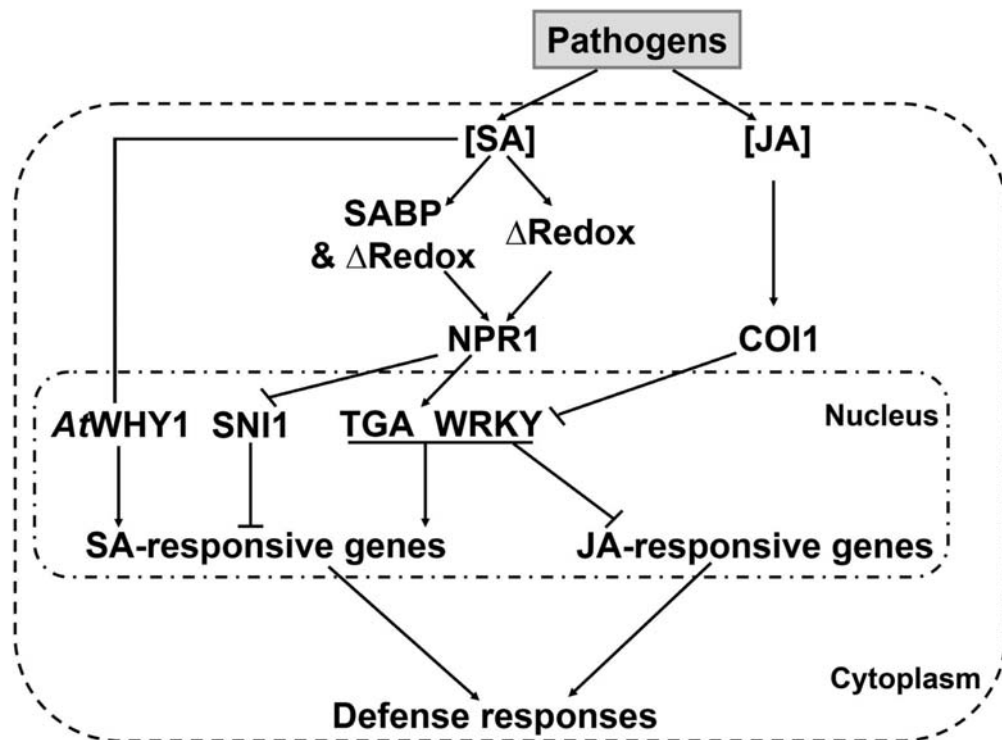 Pathogens
[SA]
[JA]
SABP
& ΔRedox
ΔRedox
NPR1
COI1
AtWHY1
SNI1
TGA WRKY
Nucleus
SA-responsive genes
JA-responsive genes
Cytoplasm
Defense responses